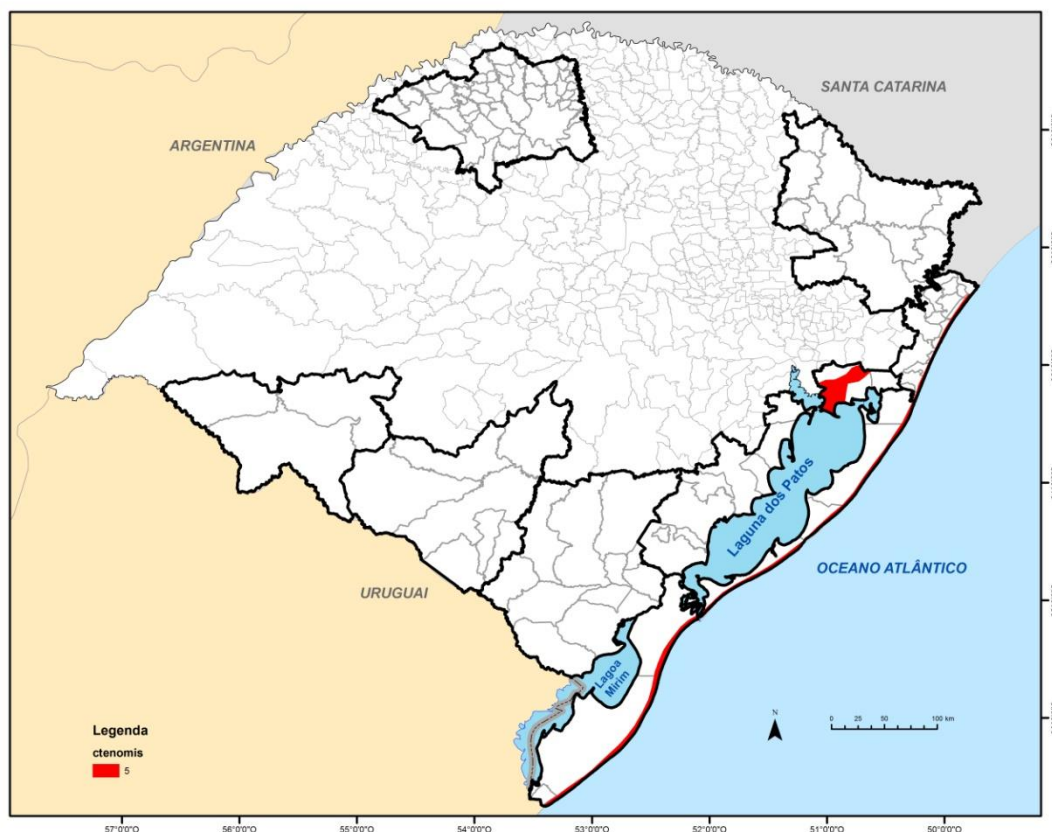 SANTA CATARINA
ARGENTINA
Laguna dos Patos
OCEANO ATLÂNTICO
URUGUAI
Lagoa
Mirim
Legenda
ctenomis
5
N
0 25 50 100 km
57°0'0"O 56°0'0"O 55°0'0"O 54°0'0"O 53°0'0"O 52°0'0"O 51°0'0"O 50°0'0"O